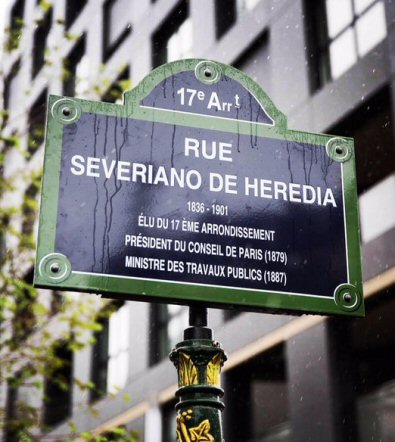 17e Arrt
RUE
SEVERIANO DE HEREDIA
1836 - 1901
ÉLU DU 17 ÈME ARRONDISSEMENT
PRÉSIDENT DU CONSEIL DE PARIS (1879)
MINISTRE DES TRAVAUX PUBLICS (1887)